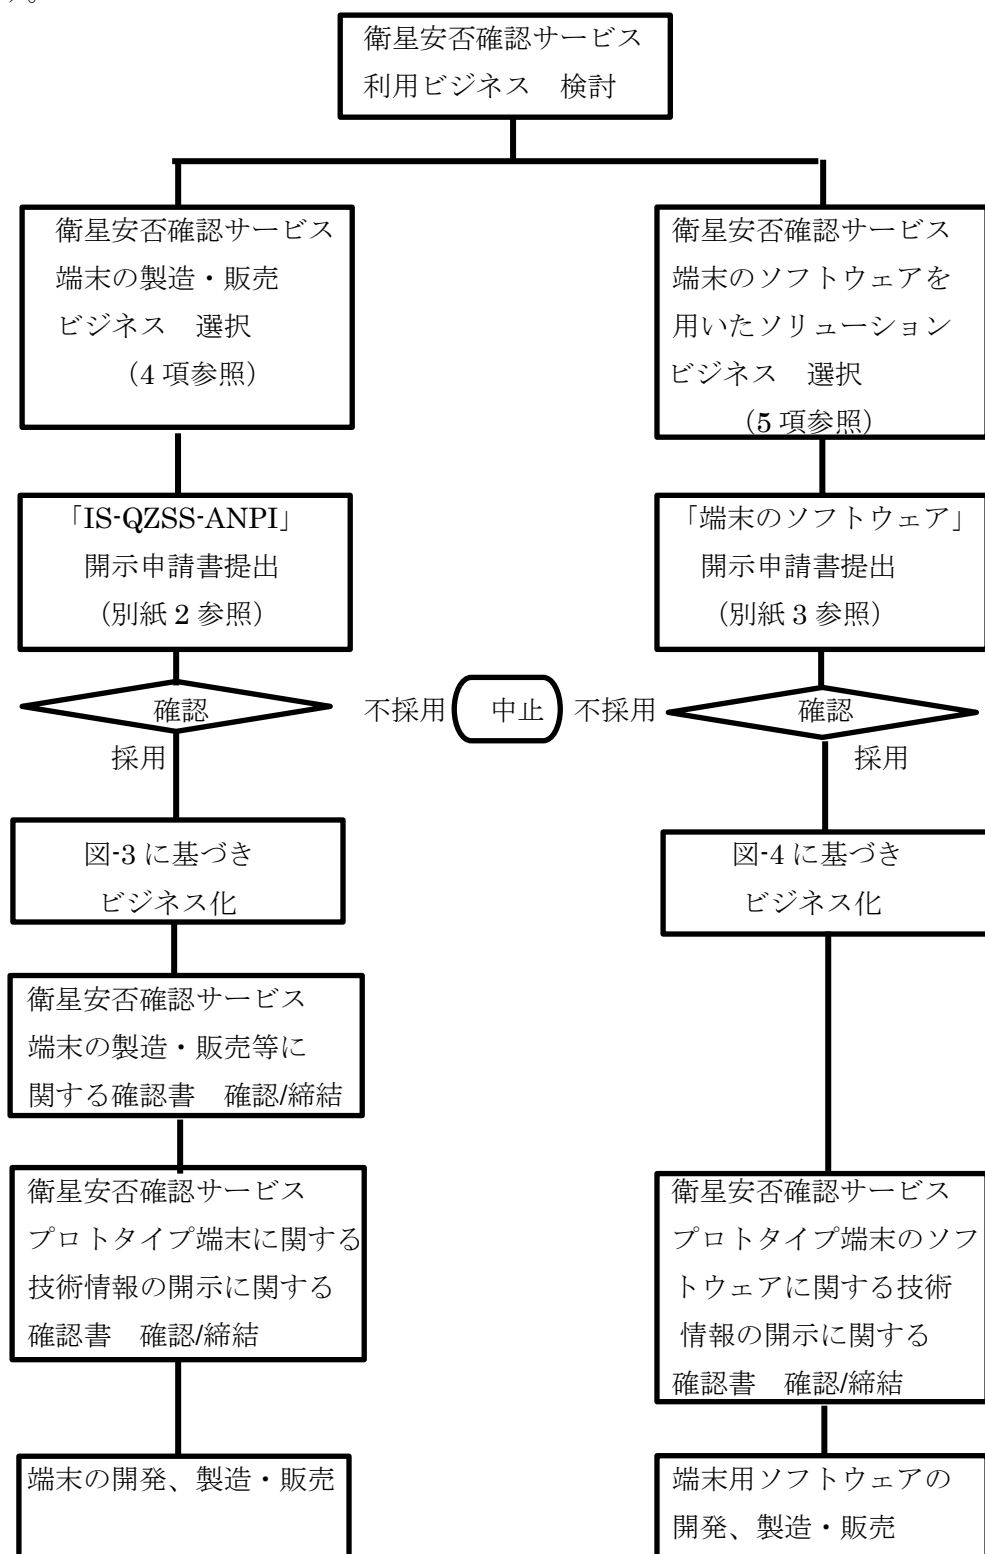 す。
衛星安否確認サービス
利用ビジネス　検討
衛星安否確認サービス
端末の製造・販売
ビジネス　選択
（4 項参照）
衛星安否確認サービス
端末のソフトウェアを
用いたソリューション
ビジネス　選択
（5 項参照）
「IS-QZSS-ANPI」
開示申請書提出
（別紙 2 参照）
「端末のソフトウェア」
開示申請書提出
（別紙 3 参照）
確認
不採用
中止
不採用
確認
採用
採用
図-3 に基づき
ビジネス化
図-4 に基づき
ビジネス化
衛星安否確認サービス
端末の製造・販売等に
関する確認書　確認/締結
衛星安否確認サービス
プロトタイプ端末に関する
技術情報の開示に関する
確認書　確認/締結
衛星安否確認サービス
プロトタイプ端末のソフ
トウェアに関する技術
情報の開示に関する
確認書　確認/締結
端末の開発、製造・販売
端末用ソフトウェアの
開発、製造・販売